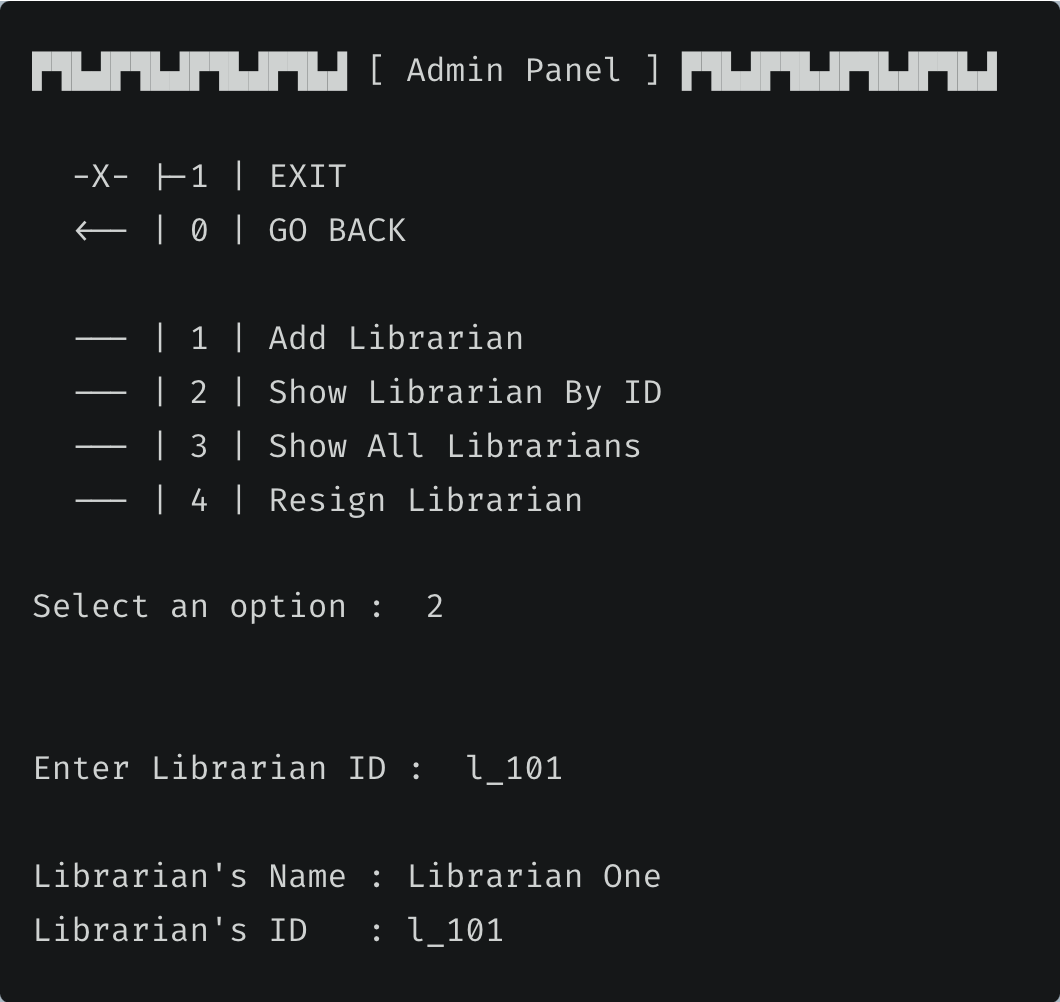 [ Admin Panel ]
-X- |-1 | EXIT
<-- | 0 | GO BACK
--- | 1 | Add Librarian
--- | 2 | Show Librarian By ID
--- | 3 | Show All Librarians
--- | 4 | Resign Librarian
Select an option :  2
Enter Librarian ID :  l_101
Librarian's Name : Librarian One
Librarian's ID   : l_101